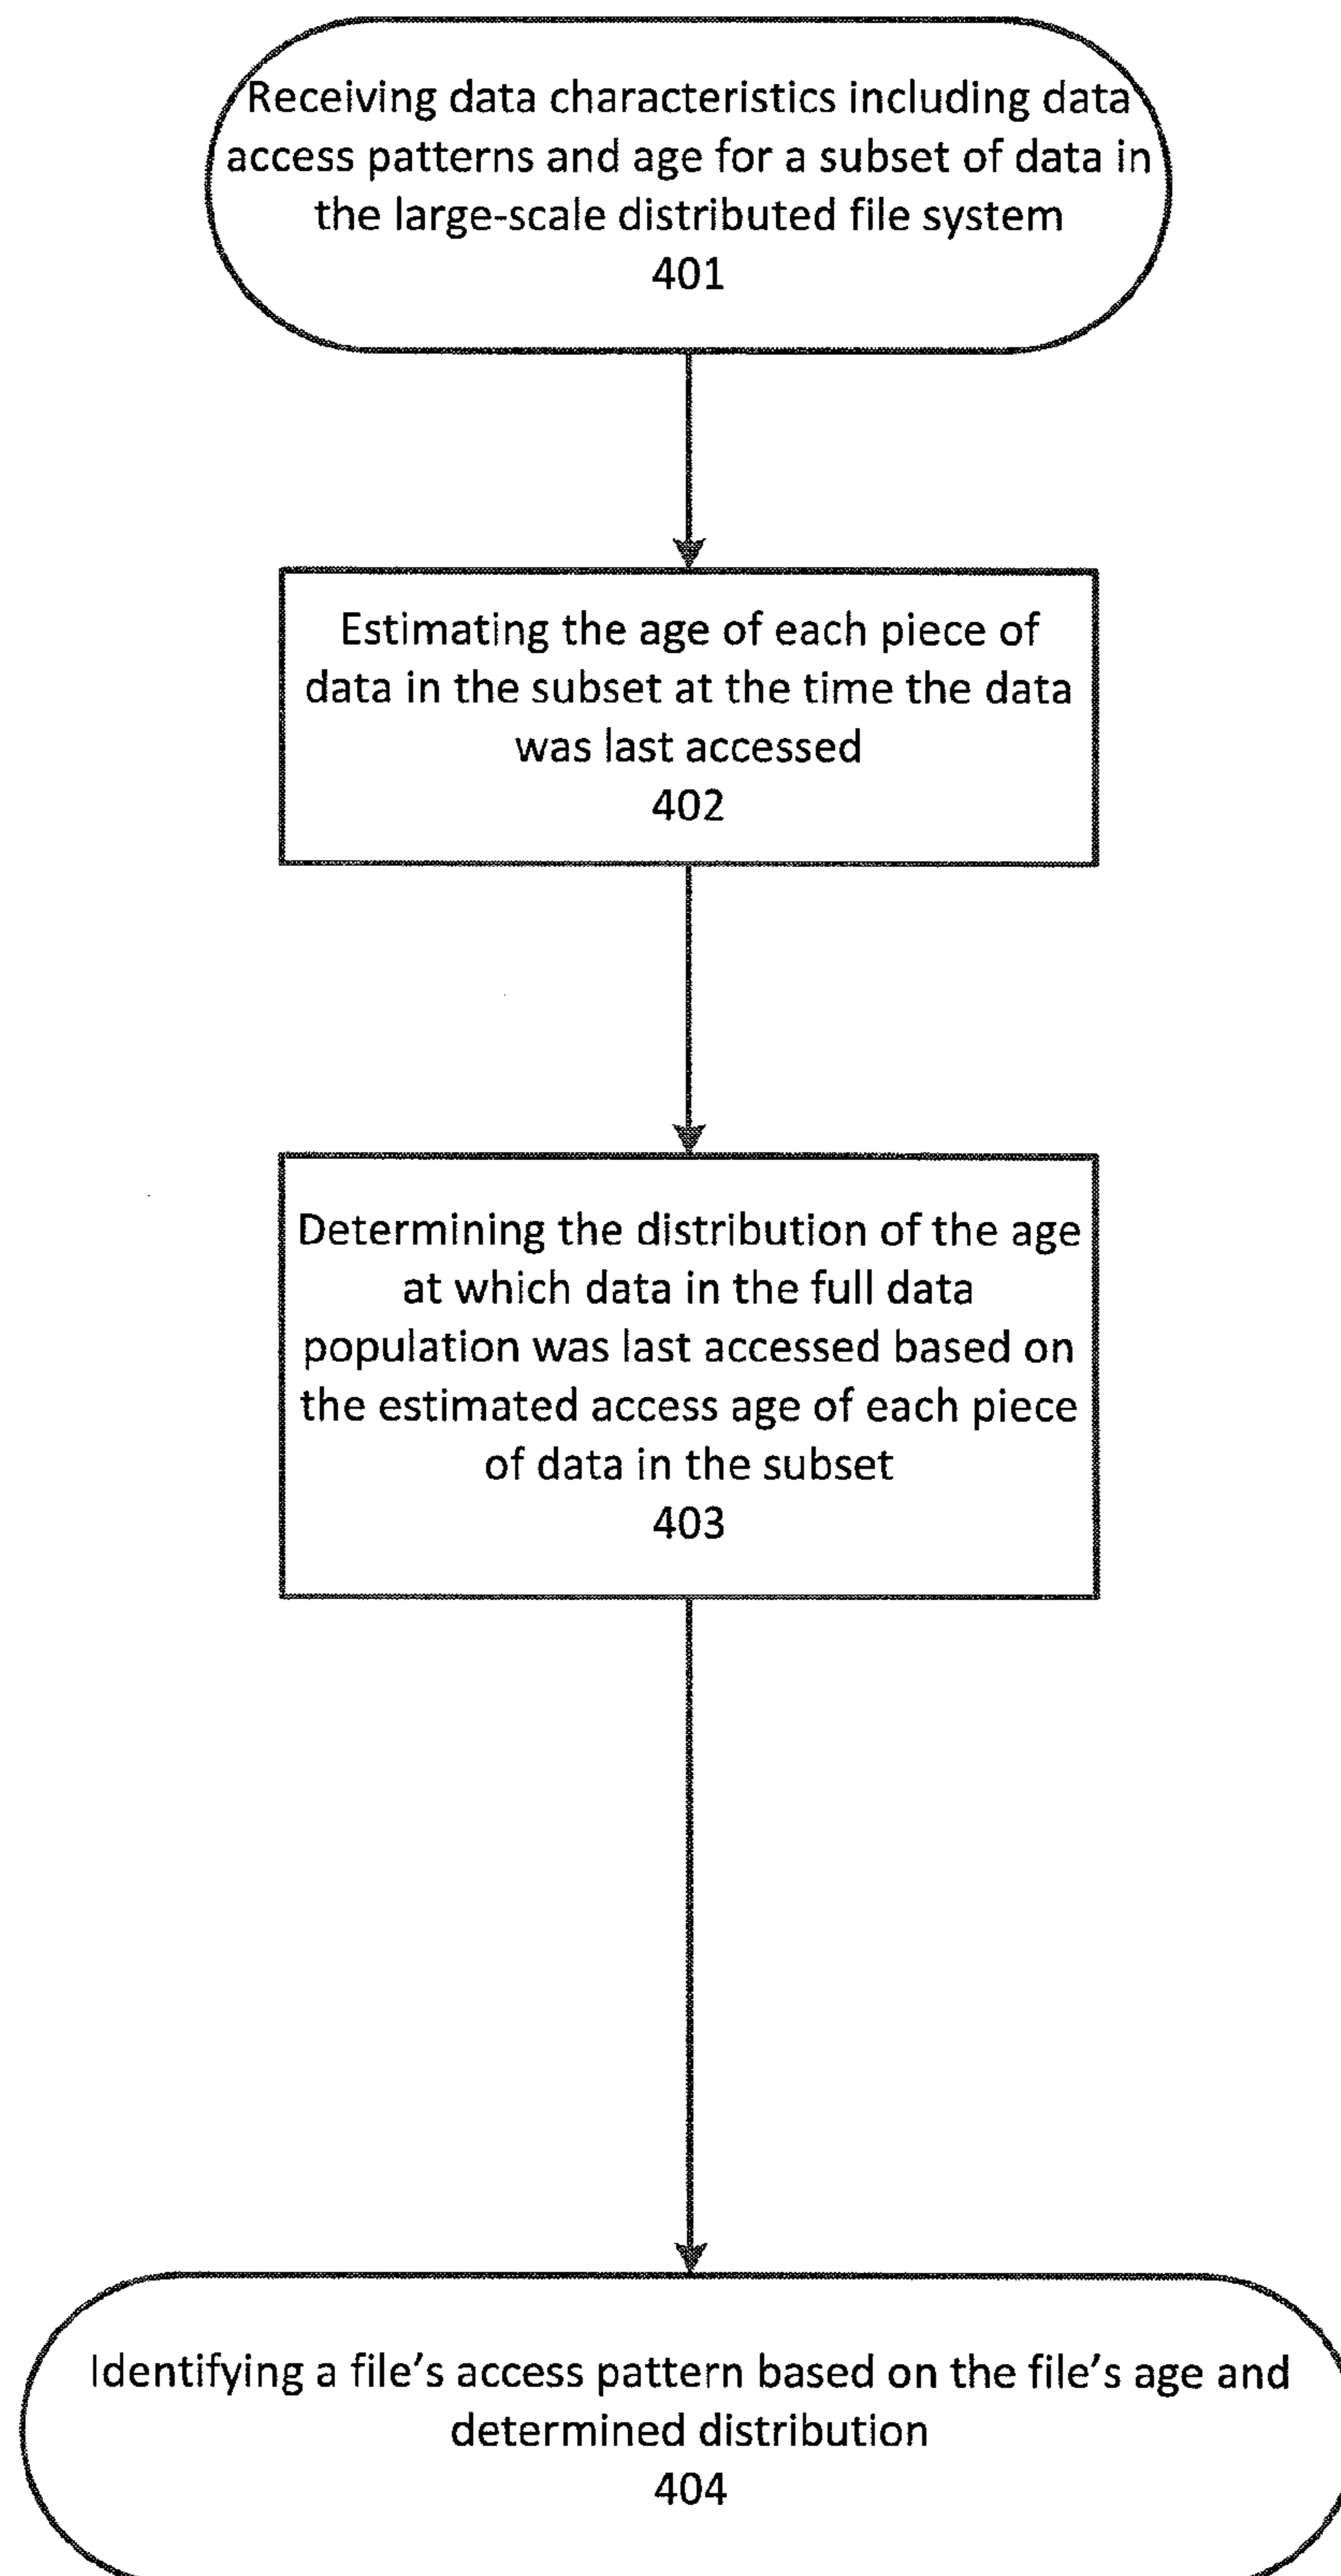 Receiving data characteristics including data
access patterns and age for a subset of data in
the large-scale distributed file system
401
Estimating the age of each piece of
data in the subset at the time the data
was last accessed
402
Determining the distribution of the age
at which data in the full data
population was last accessed based on
the estimated access age of each piece
of data in the subset
403
Identifying a file's access pattern based on the file's age and
determined distribution
404